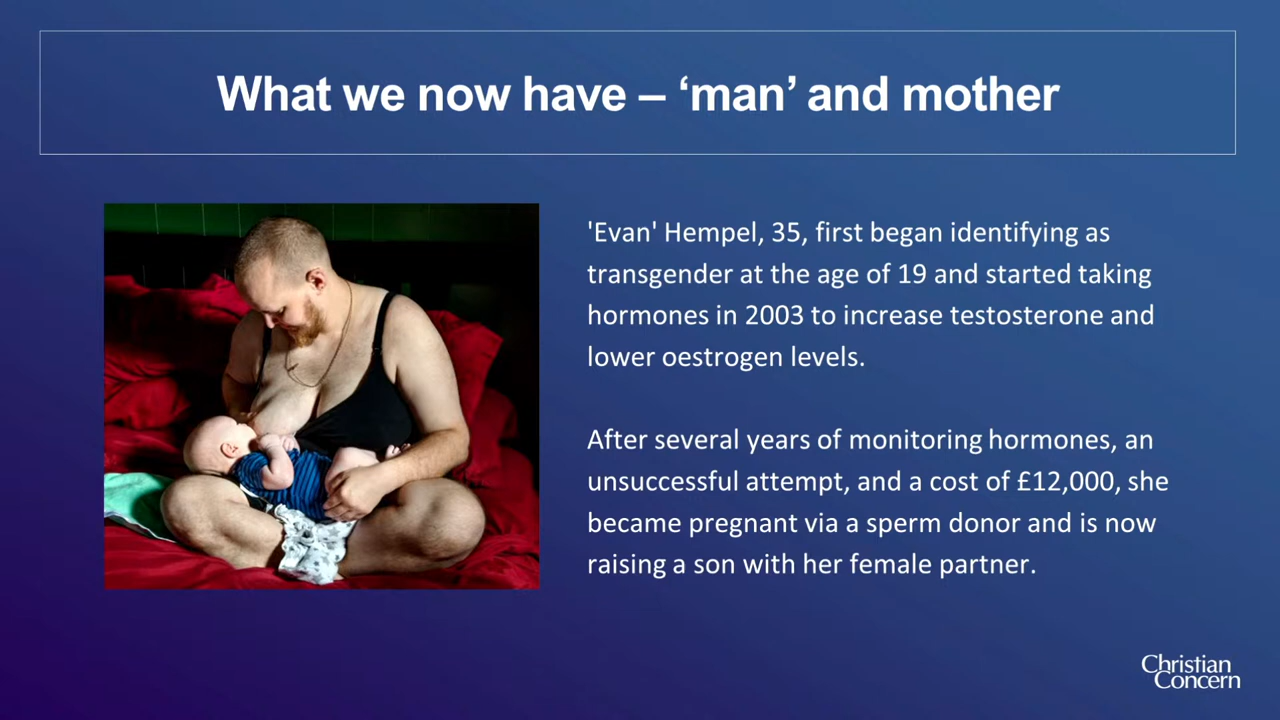 What we now have – ‘man’ and mother
'Evan' Hempel, 35, first began identifying as
transgender at the age of 19 and started taking
hormones in 2003 to increase testosterone and
lower oestrogen levels.
After several years of monitoring hormones, an
unsuccessful attempt, and a cost of £12,000, she
became pregnant via a sperm donor and is now
raising a son with her female partner.
Christian
Concern